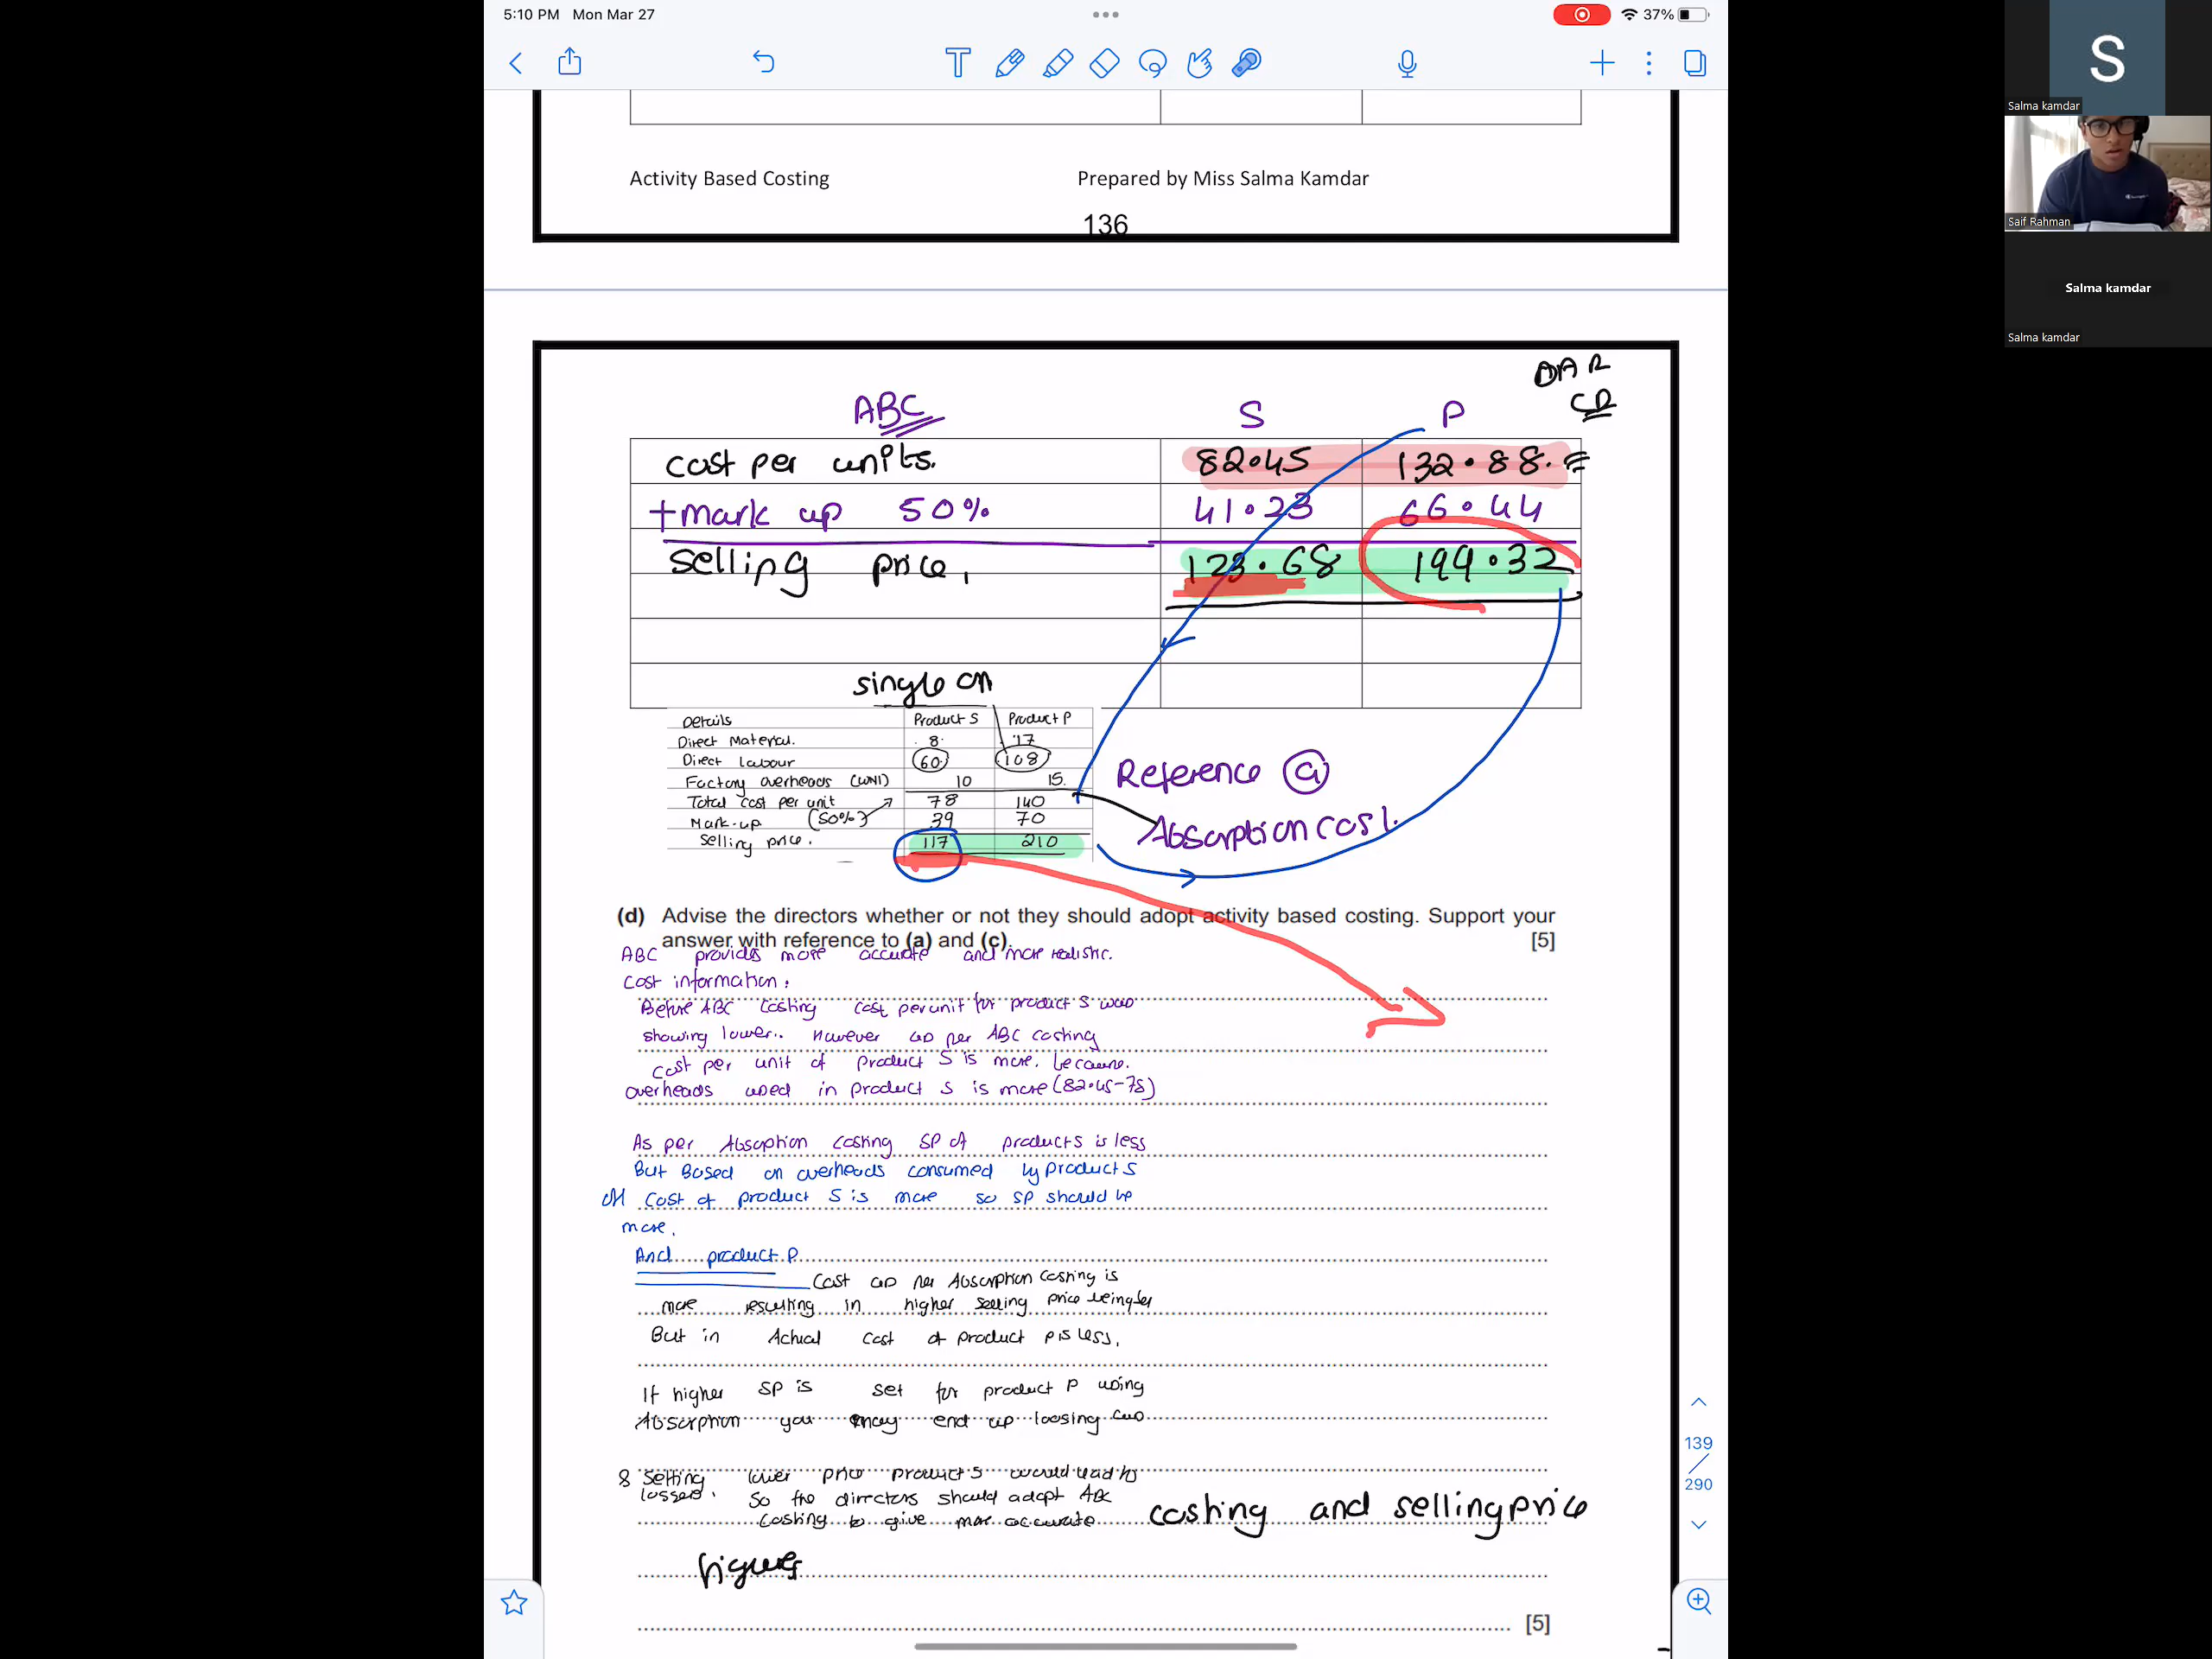 5:10 PM Mon Mar 27
37%
S
Salma kamdar
Saif Rahman
Salma kamdar
Salma kamdar
Activity Based Costing Prepared by Miss Salma Kamdar
136
OAR
CD
ABC S P
cost per units. 82.45 132.88.
+mark up 50% 41.23 66.44
Selling price, 123.68 199.32
single OAR
Details Product S Product P
Direct Material. 8 17
Direct labour 60 108
Factory overheads (WN1) 10 15
Total cost per unit 78 140
Mark-up (50%) 39 70
Selling price. 117 210
Reference a
Absorption cost.
(d) Advise the directors whether or not they should adopt activity based costing. Support your
answer with reference to (a) and (c). [5]
ABC provides more accurate and more realistic.
Cost information.
Before ABC costing cost per unit for product S was
showing lower.. However as per ABC costing
cost per unit of product S is more. because.
overheads used in product S is more (82.45-78)
As per Absoption costing SP of product S is less
But Based on overheads consumed by product S
OH cost of product S is more so SP should be
more.
And product P
Cost as per Absorption costing is
more resulting in higher selling price being set
But in Actual cost of product P is less.
If higher SP is set for product P using
Absorption you may end up loosing cus
& Setting lower price product S would lead to
losses. So the directors should adopt ABC
costing to give more accurate costing and selling price
figures
[5]
139
290